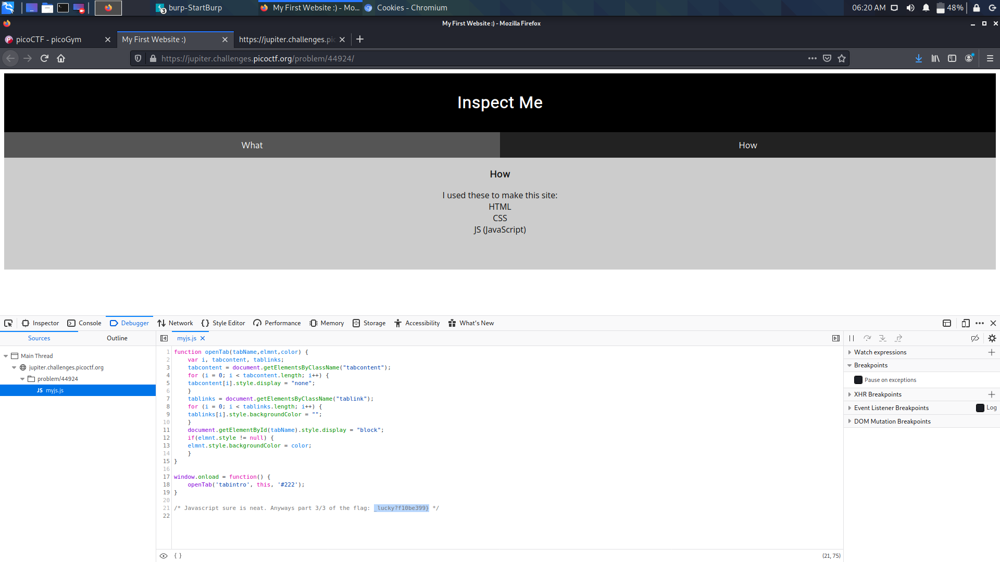 burp-StartBurp
My First Website :) - Mo...
Cookies - Chromium
06:20 AM
48%
My First Website :) - Mozilla Firefox
picoCTF - picoGym
My First Website :)
https://jupiter.challenges.pic
https://jupiter.challenges.picoctf.org/problem/44924/
Inspect Me
What
How
How
I used these to make this site:
HTML
CSS
JS (JavaScript)
Inspector
Console
Debugger
Network
Style Editor
Performance
Memory
Storage
Accessibility
What's New
Sources
Outline
Main Thread
jupiter.challenges.picoctf.org
problem/44924
JS myjs.js
myjs.js
1 function openTab(tabName,elmnt,color) {
2     var i, tabcontent, tablinks;
3     tabcontent = document.getElementsByClassName("tabcontent");
4     for (i = 0; i < tabcontent.length; i++) {
5     tabcontent[i].style.display = "none";
6     }
7     tablinks = document.getElementsByClassName("tablink");
8     for (i = 0; i < tablinks.length; i++) {
9     tablinks[i].style.backgroundColor = "";
10     }
11     document.getElementById(tabName).style.display = "block";
12     if(elmnt.style != null) {
13     elmnt.style.backgroundColor = color;
14     }
15 }
16
17 window.onload = function() {
18     openTab('tabintro', this, '#222');
19 }
20
21 /* Javascript sure is neat. Anyways part 3/3 of the flag: _lucky?f10be399} */
22
{ }
(21, 75)
Watch expressions
Breakpoints
Pause on exceptions
XHR Breakpoints
Event Listener Breakpoints
Log
DOM Mutation Breakpoints